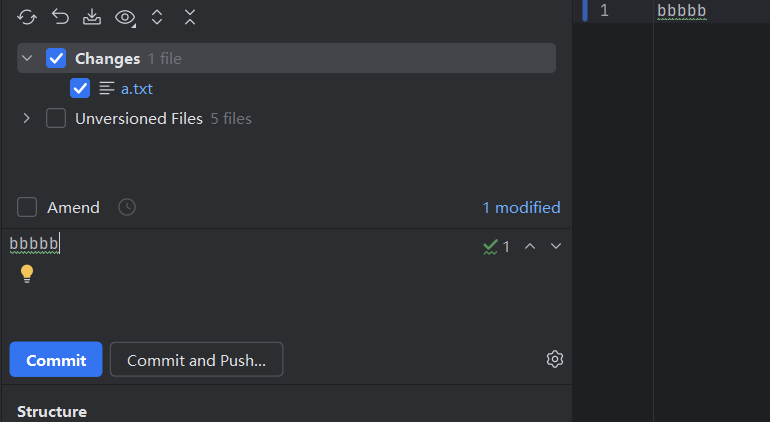 1 bbbbb
Changes 1 file
a.txt
Unversioned Files 5 files
Amend 1 modified
bbbbb 1
Commit Commit and Push...
Structure